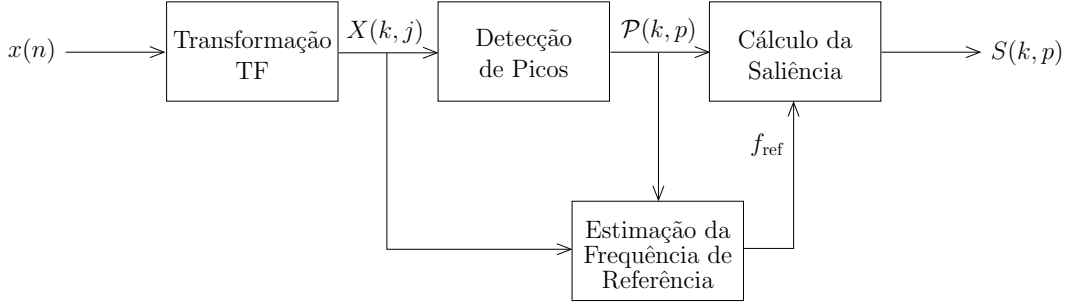 x(n)
Transformação
TF
X(k, j)
Detecção
de Picos
𝒫(k, p)
Cálculo da
Saliência
S(k, p)
f_ref
Estimação da
Frequência de
Referência